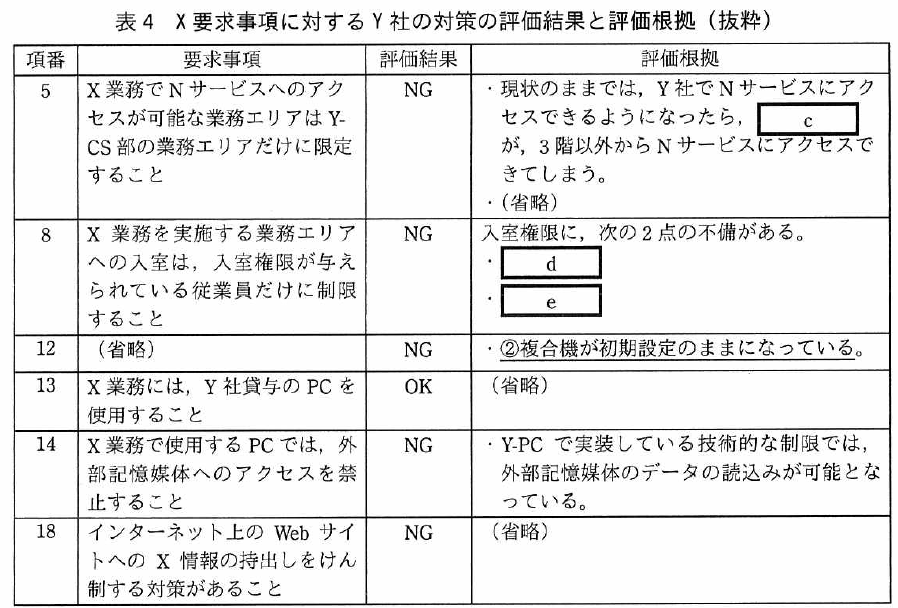 表4 X要求事項に対するY社の対策の評価結果と評価根拠（抜粋）
項番 要求事項 評価結果 評価根拠
5 X業務でNサービスへのアク
セスが可能な業務エリアはY-
CS部の業務エリアだけに限定
すること
NG
・現状のままでは，Y社でNサービスにアク
セスできるようになったら， c
が，3階以外からNサービスにアクセスで
きてしまう。
・(省略)
8 X 業務を実施する業務エリア
への入室は，入室権限が与え
られている従業員だけに制限
すること
NG
入室権限に，次の2点の不備がある。
・ d
・ e
12 (省略) NG ・②複合機が初期設定のままになっている。
13 X業務には，Y社貸与のPCを
使用すること
OK (省略)
14 X業務で使用するPCでは，外
部記憶媒体へのアクセスを禁
止すること
NG
・Y-PC で実装している技術的な制限では，
外部記憶媒体のデータの読込みが可能とな
っている。
18 インターネット上の Web サイ
トへの X 情報の持出しをけん
制する対策があること
NG (省略)